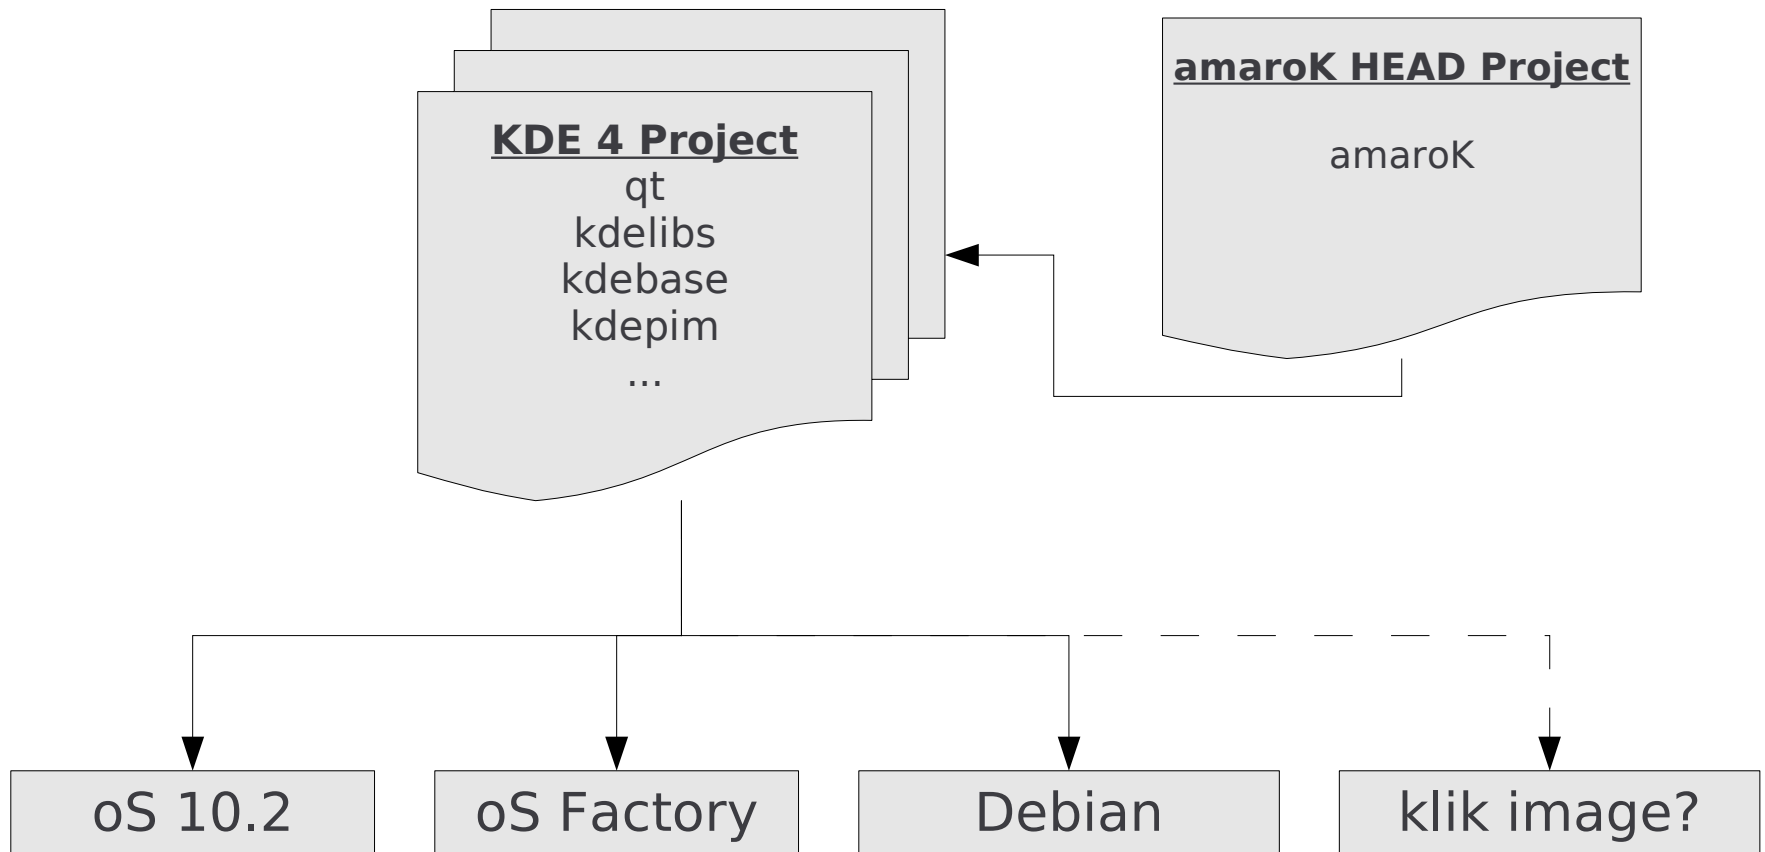 KDE 4 Project
qt
kdelibs
kdebase
kdepim
...
amaroK HEAD Project
amaroK
oS 10.2
oS Factory
Debian
klik image?